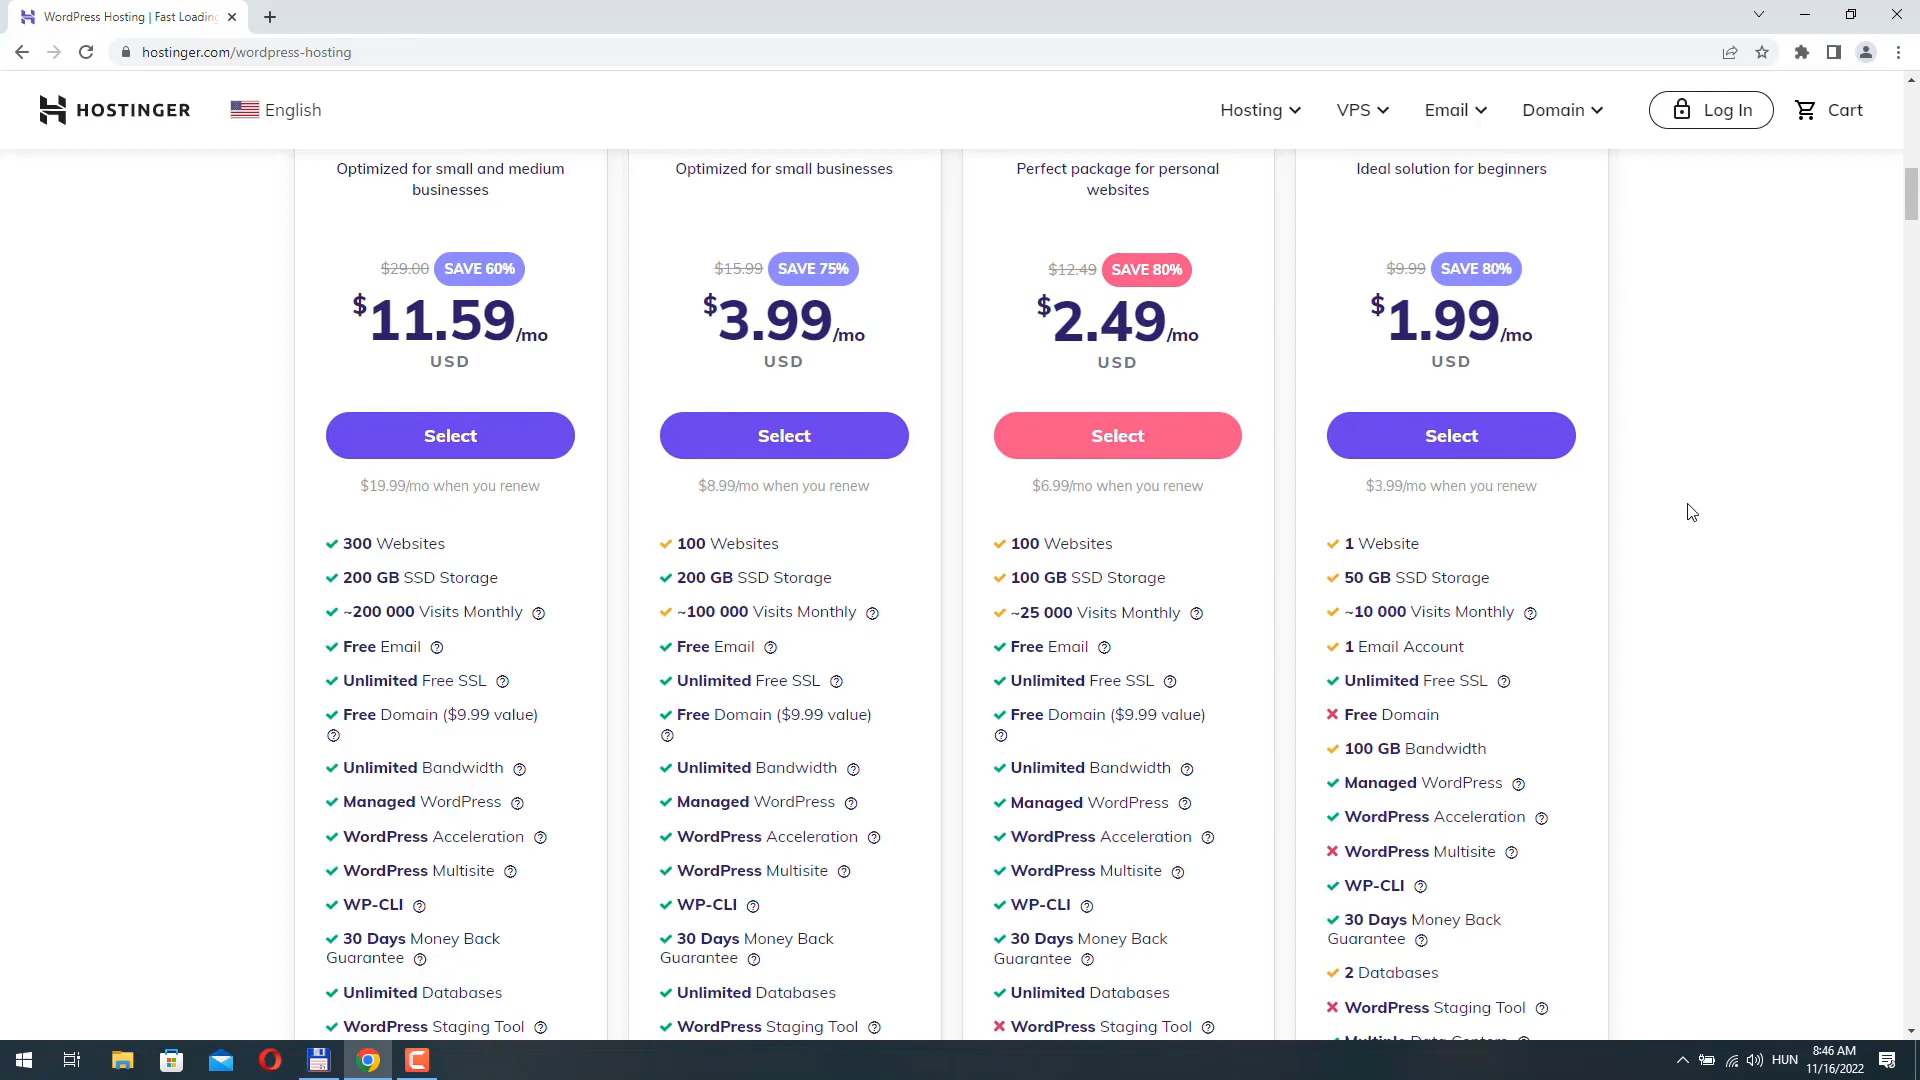 WordPress Hosting | Fast Loading
hostinger.com/wordpress-hosting
HOSTINGER
English
Hosting
VPS
Email
Domain
Log In
Cart
Optimized for small and medium
businesses
$29.00 SAVE 60%
$11.59/mo
USD
Select
$19.99/mo when you renew
300 Websites
200 GB SSD Storage
~200 000 Visits Monthly
Free Email
Unlimited Free SSL
Free Domain ($9.99 value)
Unlimited Bandwidth
Managed WordPress
WordPress Acceleration
WordPress Multisite
WP-CLI
30 Days Money Back
Guarantee
Unlimited Databases
WordPress Staging Tool
Optimized for small businesses
$15.99 SAVE 75%
$3.99/mo
USD
Select
$8.99/mo when you renew
100 Websites
200 GB SSD Storage
~100 000 Visits Monthly
Free Email
Unlimited Free SSL
Free Domain ($9.99 value)
Unlimited Bandwidth
Managed WordPress
WordPress Acceleration
WordPress Multisite
WP-CLI
30 Days Money Back
Guarantee
Unlimited Databases
WordPress Staging Tool
Perfect package for personal
websites
$12.49 SAVE 80%
$2.49/mo
USD
Select
$6.99/mo when you renew
100 Websites
100 GB SSD Storage
~25 000 Visits Monthly
Free Email
Unlimited Free SSL
Free Domain ($9.99 value)
Unlimited Bandwidth
Managed WordPress
WordPress Acceleration
WordPress Multisite
WP-CLI
30 Days Money Back
Guarantee
Unlimited Databases
WordPress Staging Tool
Ideal solution for beginners
$9.99 SAVE 80%
$1.99/mo
USD
Select
$3.99/mo when you renew
1 Website
50 GB SSD Storage
~10 000 Visits Monthly
1 Email Account
Unlimited Free SSL
Free Domain
100 GB Bandwidth
Managed WordPress
WordPress Acceleration
WordPress Multisite
WP-CLI
30 Days Money Back
Guarantee
2 Databases
WordPress Staging Tool
HUN
8:46 AM
11/16/2022